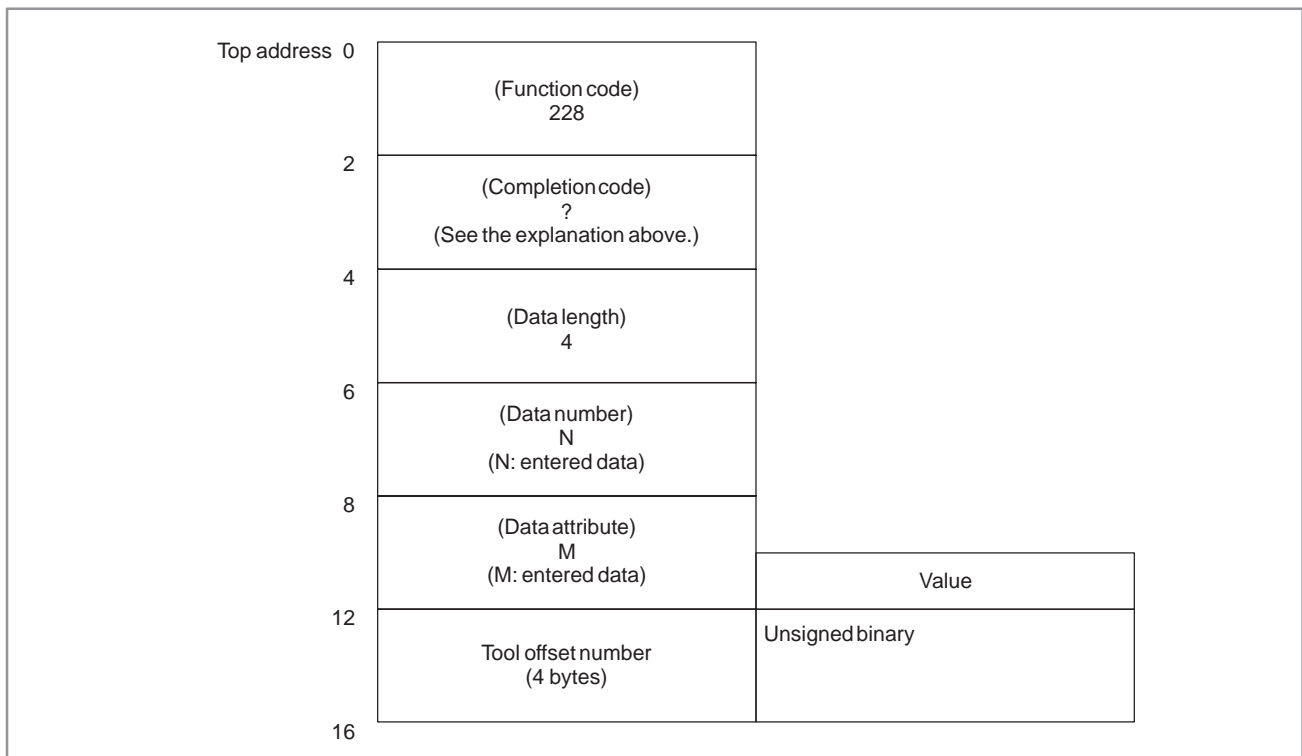 Top address 0
(Function code)
228
2
(Completion code)
?
(See the explanation above.)
4
(Data length)
4
6
(Data number)
N
(N: entered data)
8
(Data attribute)
M
(M: entered data)
Value
12
Tool offset number
(4 bytes)
Unsigned binary
16